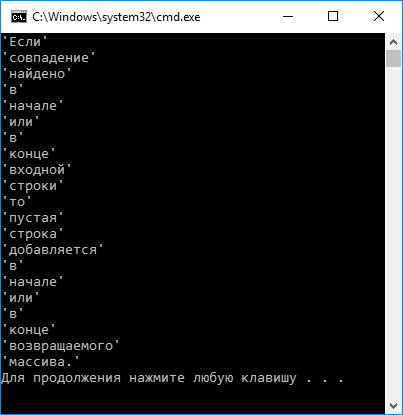 C:\Windows\system32\cmd.exe
'Если'
'совпадение'
'найдено'
'в'
'начале'
'или'
'в'
'конце'
'входной'
'строки'
'то'
'пустая'
'строка'
'добавляется'
'в'
'начале'
'или'
'в'
'конце'
'возвращаемого'
'массива.'
Для продолжения нажмите любую клавишу . . .